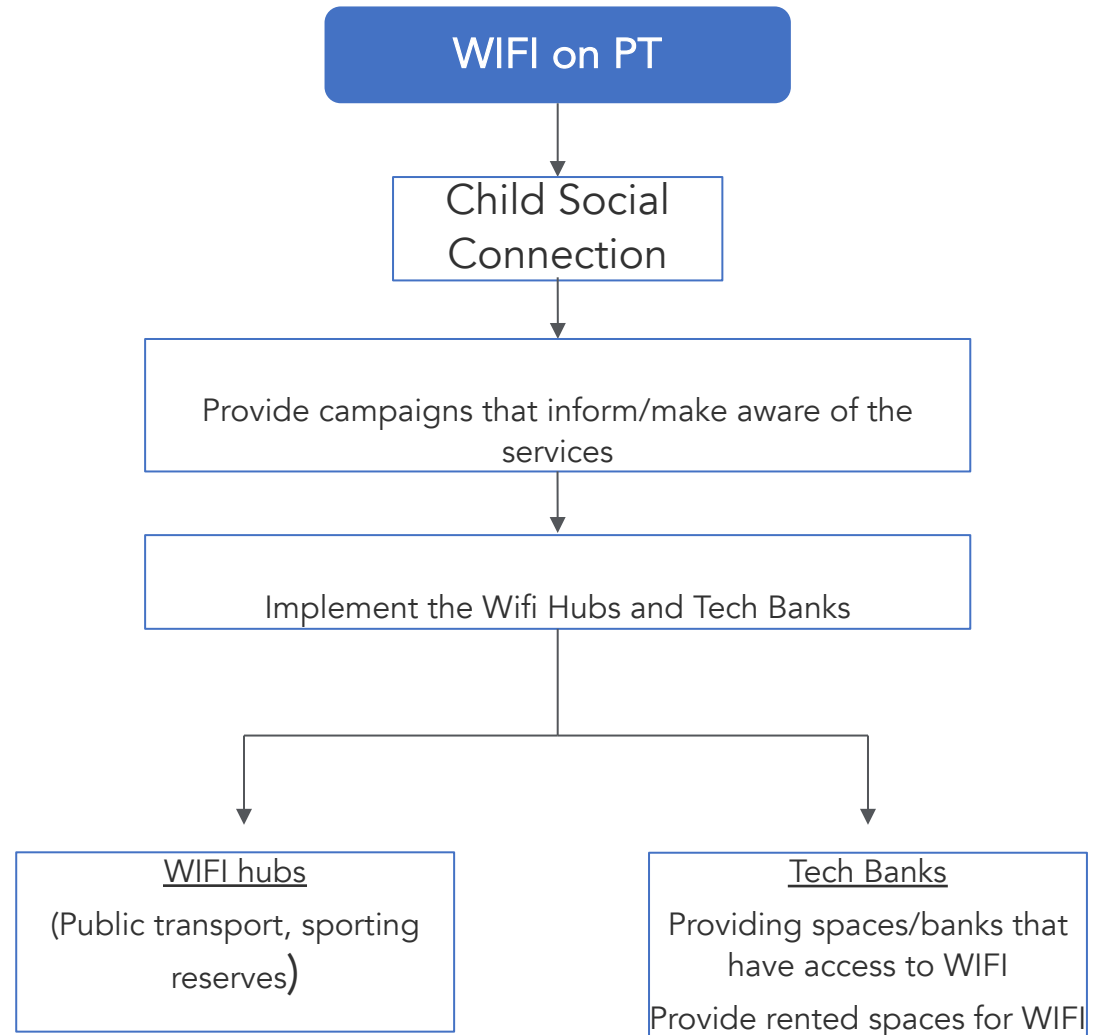 WIFI on PT
Child Social
Connection
Provide campaigns that inform/make aware of the
services
Implement the Wifi Hubs and Tech Banks
WIFI hubs
(Public transport, sporting
reserves)
Tech Banks
Providing spaces/banks that
have access to WIFI
Provide rented spaces for WIFI